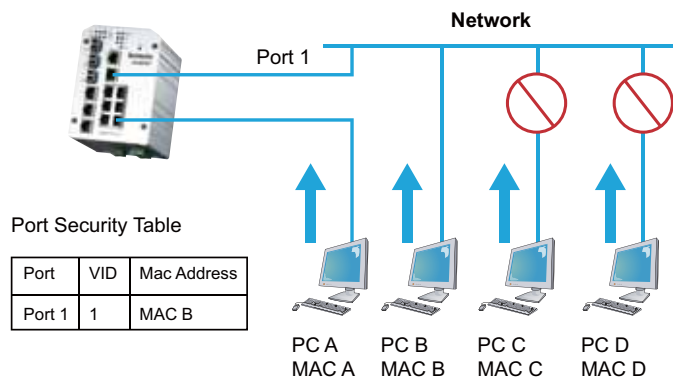 Network
Port 1
Port Security Table
Port VID Mac Address
Port 1 1 MAC B
PC A PC B PC C PC D
MAC A MAC B MAC C MAC D